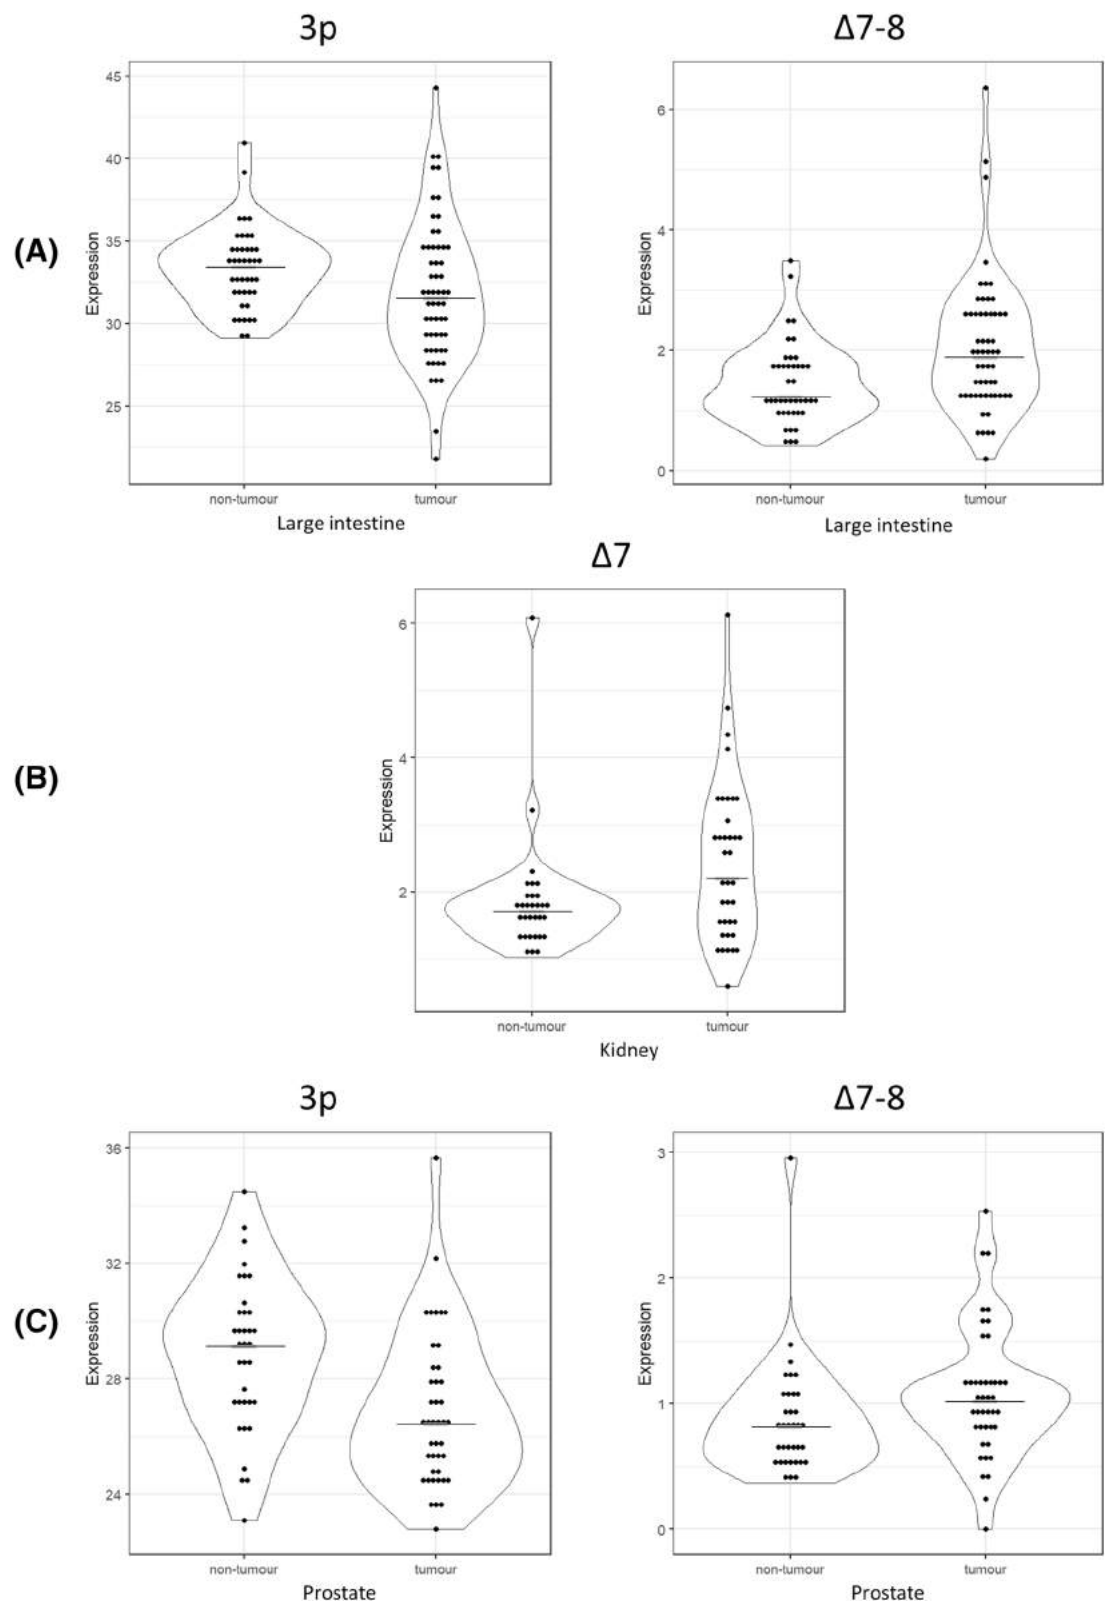 3p Δ7-8
45
40
35
30
25
Expression
non-tumour tumour
Large intestine
6
4
2
0
Expression
non-tumour tumour
Large intestine
(A)
Δ7
6
4
2
Expression
non-tumour tumour
Kidney
(B)
3p Δ7-8
36
32
28
24
Expression
non-tumour tumour
Prostate
3
2
1
0
Expression
non-tumour tumour
Prostate
(C)